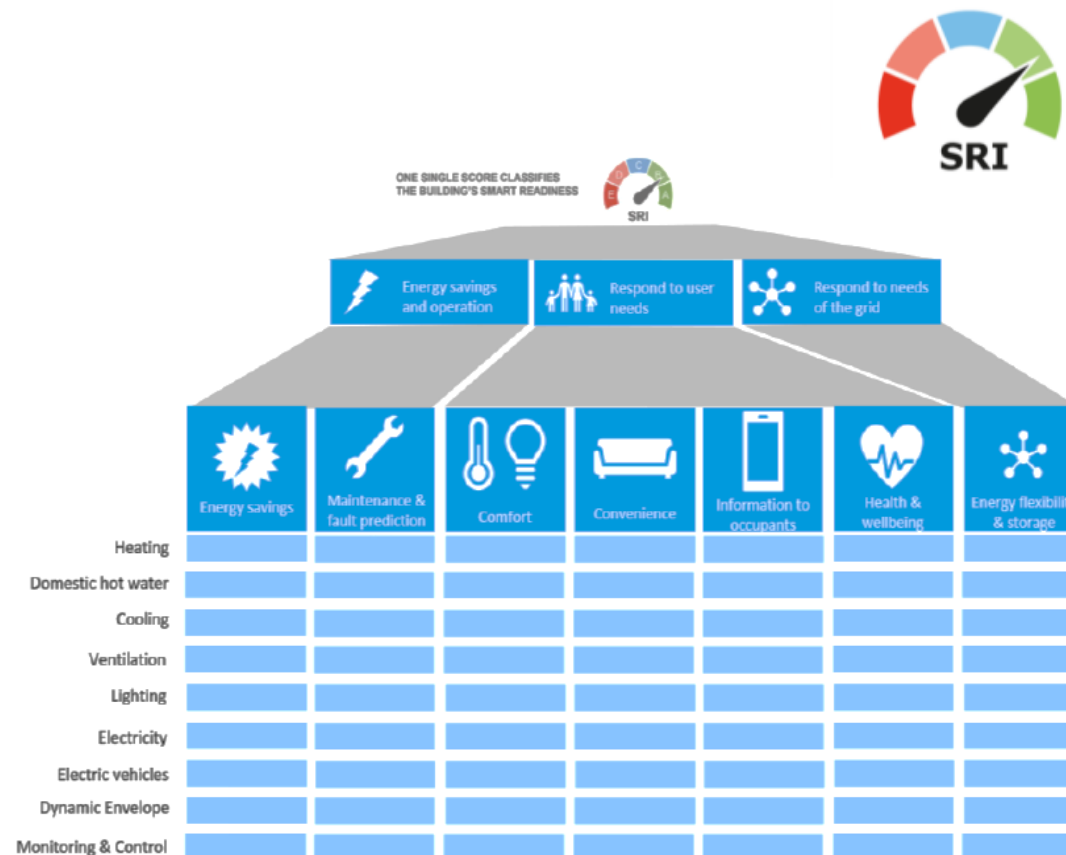 SRI
ONE SINGLE SCORE CLASSIFIES
THE BUILDING'S SMART READINESS
E D C B A
SRI
Energy savings
and operation
Respond to user
needs
Respond to needs
of the grid
Energy savings
Maintenance &
fault prediction
Comfort
Convenience
Information to
occupants
Health &
wellbeing
Energy flexibilit
& storage
Heating
Domestic hot water
Cooling
Ventilation
Lighting
Electricity
Electric vehicles
Dynamic Envelope
Monitoring & Control